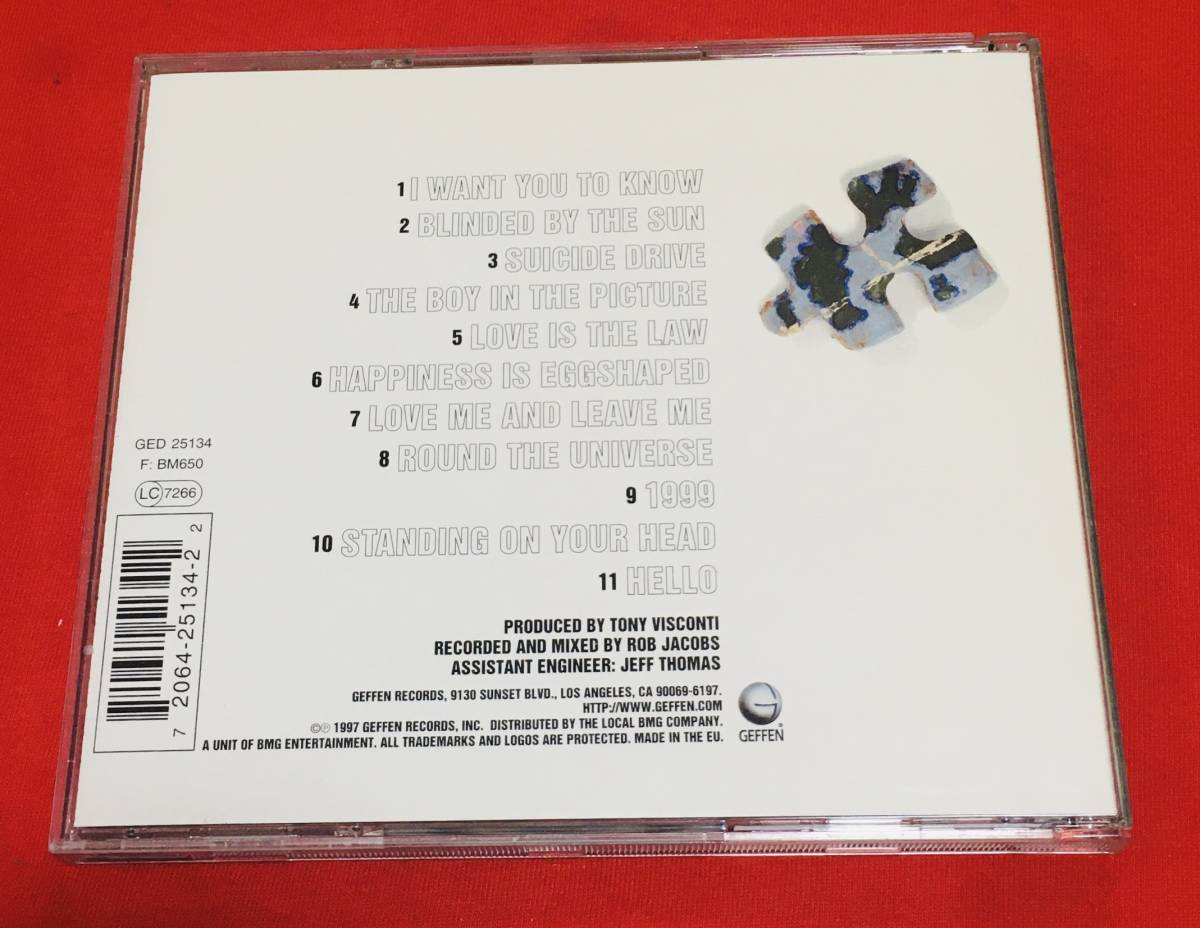 1 I WANT YOU TO KNOW
2 BLINDED BY THE SUN
3 SUICIDE DRIVE
4 THE BOY IN THE PICTURE
5 LOVE IS THE LAW
6 HAPPINESS IS EGGSHAPED
7 LOVE ME AND LEAVE ME
8 ROUND THE UNIVERSE
9 1999
10 STANDING ON YOUR HEAD
11 HELLO
GED 25134
F: BM650
LC 7266
7 2064-25134-2 2
PRODUCED BY TONY VISCONTI
RECORDED AND MIXED BY ROB JACOBS
ASSISTANT ENGINEER: JEFF THOMAS
GEFFEN RECORDS, 9130 SUNSET BLVD., LOS ANGELES, CA 90069-6197.
HTTP://WWW.GEFFEN.COM
©℗ 1997 GEFFEN RECORDS, INC. DISTRIBUTED BY THE LOCAL BMG COMPANY.
A UNIT OF BMG ENTERTAINMENT. ALL TRADEMARKS AND LOGOS ARE PROTECTED. MADE IN THE EU.
GEFFEN